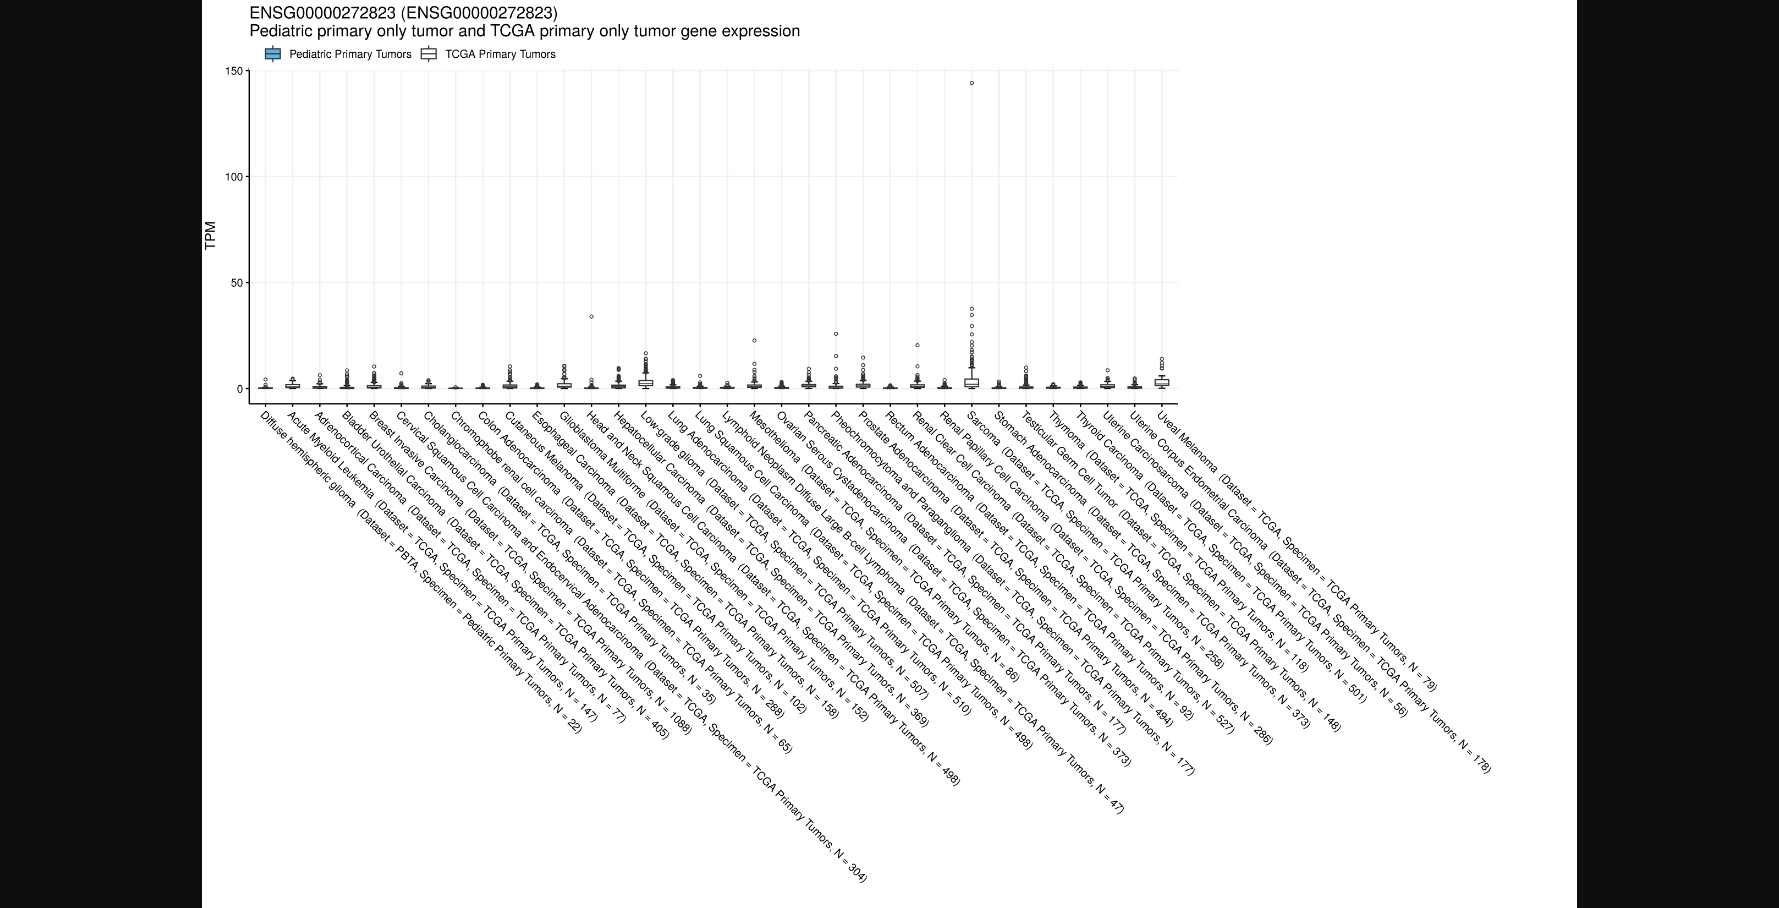 ENSG00000272823 (ENSG00000272823)
Pediatric primary only tumor and TCGA primary only tumor gene expression
Pediatric Primary Tumors TCGA Primary Tumors
150
100
50
0
TPM
Diffuse hemispheric glioma (Dataset = PBTA, Specimen = Pediatric Primary Tumors, N = 22)
Acute Myeloid Leukemia (Dataset = TCGA, Specimen = TCGA Primary Tumors, N = 147)
Adrenocortical Carcinoma (Dataset = TCGA, Specimen = TCGA Primary Tumors, N = 77)
Bladder Urothelial Carcinoma (Dataset = TCGA, Specimen = TCGA Primary Tumors, N = 405)
Breast Invasive Carcinoma (Dataset = TCGA, Specimen = TCGA Primary Tumors, N = 1088)
Cervical Squamous Cell Carcinoma and Endocervical Adenocarcinoma (Dataset = TCGA, Specimen = TCGA Primary Tumors, N = 304)
Cholangiocarcinoma (Dataset = TCGA, Specimen = TCGA Primary Tumors, N = 35)
Chromophobe renal cell carcinoma (Dataset = TCGA, Specimen = TCGA Primary Tumors, N = 65)
Colon Adenocarcinoma (Dataset = TCGA, Specimen = TCGA Primary Tumors, N = 288)
Cutaneous Melanoma (Dataset = TCGA, Specimen = TCGA Primary Tumors, N = 102)
Esophageal Carcinoma (Dataset = TCGA, Specimen = TCGA Primary Tumors, N = 158)
Glioblastoma Multiforme (Dataset = TCGA, Specimen = TCGA Primary Tumors, N = 152)
Head and Neck Squamous Cell Carcinoma (Dataset = TCGA, Specimen = TCGA Primary Tumors, N = 498)
Hepatocellular Carcinoma (Dataset = TCGA, Specimen = TCGA Primary Tumors, N = 369)
Low-grade glioma (Dataset = TCGA, Specimen = TCGA Primary Tumors, N = 507)
Lung Adenocarcinoma (Dataset = TCGA, Specimen = TCGA Primary Tumors, N = 510)
Lung Squamous Cell Carcinoma (Dataset = TCGA, Specimen = TCGA Primary Tumors, N = 498)
Lymphoid Neoplasm Diffuse Large B-cell Lymphoma (Dataset = TCGA, Specimen = TCGA Primary Tumors, N = 47)
Mesothelioma (Dataset = TCGA, Specimen = TCGA Primary Tumors, N = 86)
Ovarian Serous Cystadenocarcinoma (Dataset = TCGA, Specimen = TCGA Primary Tumors, N = 373)
Pancreatic Adenocarcinoma (Dataset = TCGA, Specimen = TCGA Primary Tumors, N = 177)
Pheochromocytoma and Paraganglioma (Dataset = TCGA, Specimen = TCGA Primary Tumors, N = 177)
Prostate Adenocarcinoma (Dataset = TCGA, Specimen = TCGA Primary Tumors, N = 494)
Rectum Adenocarcinoma (Dataset = TCGA, Specimen = TCGA Primary Tumors, N = 92)
Renal Clear Cell Carcinoma (Dataset = TCGA, Specimen = TCGA Primary Tumors, N = 527)
Renal Papillary Cell Carcinoma (Dataset = TCGA, Specimen = TCGA Primary Tumors, N = 286)
Sarcoma (Dataset = TCGA, Specimen = TCGA Primary Tumors, N = 258)
Stomach Adenocarcinoma (Dataset = TCGA, Specimen = TCGA Primary Tumors, N = 373)
Testicular Germ Cell Tumor (Dataset = TCGA, Specimen = TCGA Primary Tumors, N = 148)
Thymoma (Dataset = TCGA, Specimen = TCGA Primary Tumors, N = 118)
Thyroid Carcinoma (Dataset = TCGA, Specimen = TCGA Primary Tumors, N = 501)
Uterine Carcinosarcoma (Dataset = TCGA, Specimen = TCGA Primary Tumors, N = 56)
Uterine Corpus Endometrial Carcinoma (Dataset = TCGA, Specimen = TCGA Primary Tumors, N = 178)
Uveal Melanoma (Dataset = TCGA, Specimen = TCGA Primary Tumors, N = 79)